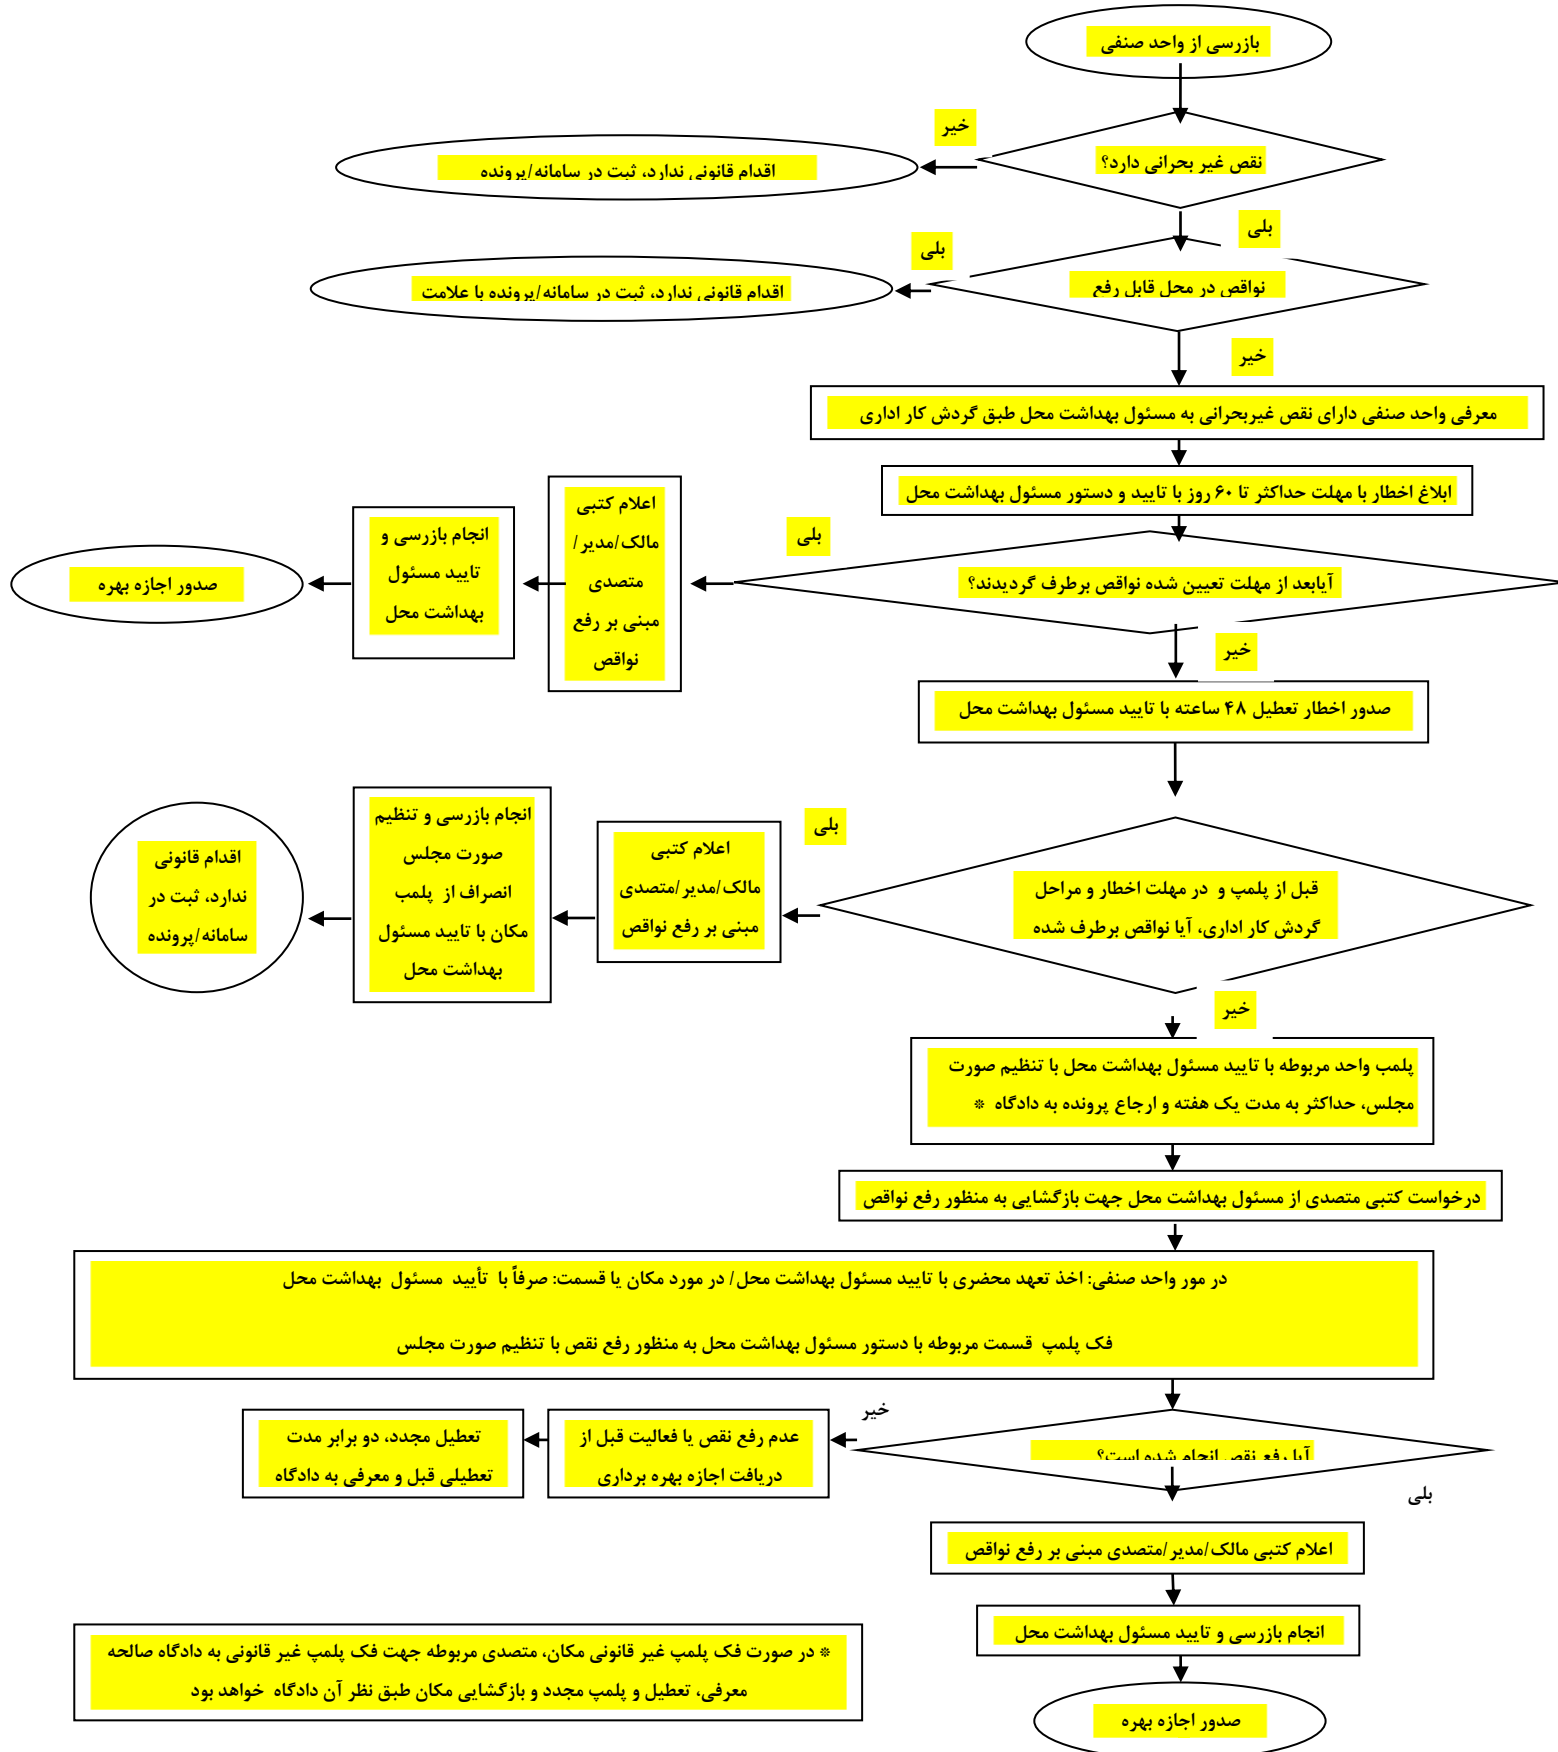 بازرسی از واحد صنفی
خیر
نقص غیر بحرانی دارد؟
اقدام قانونی ندارد، ثبت در سامانه/پرونده
بلی
بلی
نواقص در محل قابل رفع
اقدام قانونی ندارد، ثبت در سامانه/پرونده با علامت
خیر
معرفی واحد صنفی دارای نقص غیربحرانی به مسئول بهداشت محل طبق گردش کار اداری
ابلاغ اخطار با مهلت حداکثر تا ۶۰ روز با تایید و دستور مسئول بهداشت محل
بلی
آیابعد از مهلت تعیین شده نواقص برطرف گردیدند؟
اعلام کتبی
مالک/مدیر/
متصدی
مبنی بر رفع
نواقص
انجام بازرسی و
تایید مسئول
بهداشت محل
صدور اجازه بهره
خیر
صدور اخطار تعطیل ۴۸ ساعته با تایید مسئول بهداشت محل
بلی
قبل از پلمپ و در مهلت اخطار و مراحل
گردش کار اداری، آیا نواقص برطرف شده
اعلام کتبی
مالک/مدیر/متصدی
مبنی بر رفع نواقص
انجام بازرسی و تنظیم
صورت مجلس
انصراف از پلمب
مکان با تایید مسئول
بهداشت محل
اقدام قانونی
ندارد، ثبت در
سامانه/پرونده
خیر
پلمب واحد مربوطه با تایید مسئول بهداشت محل با تنظیم صورت
مجلس، حداکثر به مدت یک هفته و ارجاع پرونده به دادگاه *
درخواست کتبی متصدی از مسئول بهداشت محل جهت بازگشایی به منظور رفع نواقص
در مور واحد صنفی: اخذ تعهد محضری با تایید مسئول بهداشت محل/ در مورد مکان یا قسمت: صرفاً با تأیید مسئول بهداشت محل
فک پلمپ قسمت مربوطه با دستور مسئول بهداشت محل به منظور رفع نقص با تنظیم صورت مجلس
خیر
آیا رفع نقص انجام شده است؟
عدم رفع نقص یا فعالیت قبل از
دریافت اجازه بهره برداری
تعطیل مجدد، دو برابر مدت
تعطیلی قبل و معرفی به دادگاه
بلی
اعلام کتبی مالک/مدیر/متصدی مبنی بر رفع نواقص
انجام بازرسی و تایید مسئول بهداشت محل
صدور اجازه بهره
* در صورت فک پلمپ غیر قانونی مکان، متصدی مربوطه جهت فک پلمپ غیر قانونی به دادگاه صالحه
معرفی، تعطیل و پلمپ مجدد و بازگشایی مکان طبق نظر آن دادگاه خواهد بود